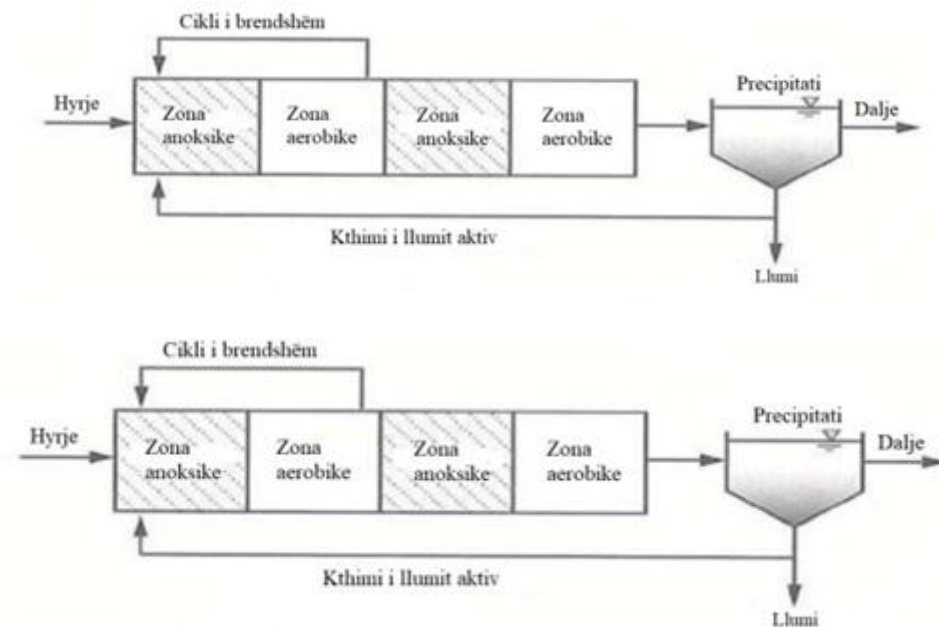 Cikli i brendshëm
Hyrje
Zona
anoksike
Zona
aerobike
Zóna
anoksike
Zona
aerobike
Precipitati
Dalje
Kthimi i llumit aktiv
Llumi
Cikli i brendshëm
Hyrje
Zona
anoksike
Zona
aerobike
Zona
anoksike
Zona
aerobike
Precipitati
Dalje
Kthimi i llumit aktiv
Llumi